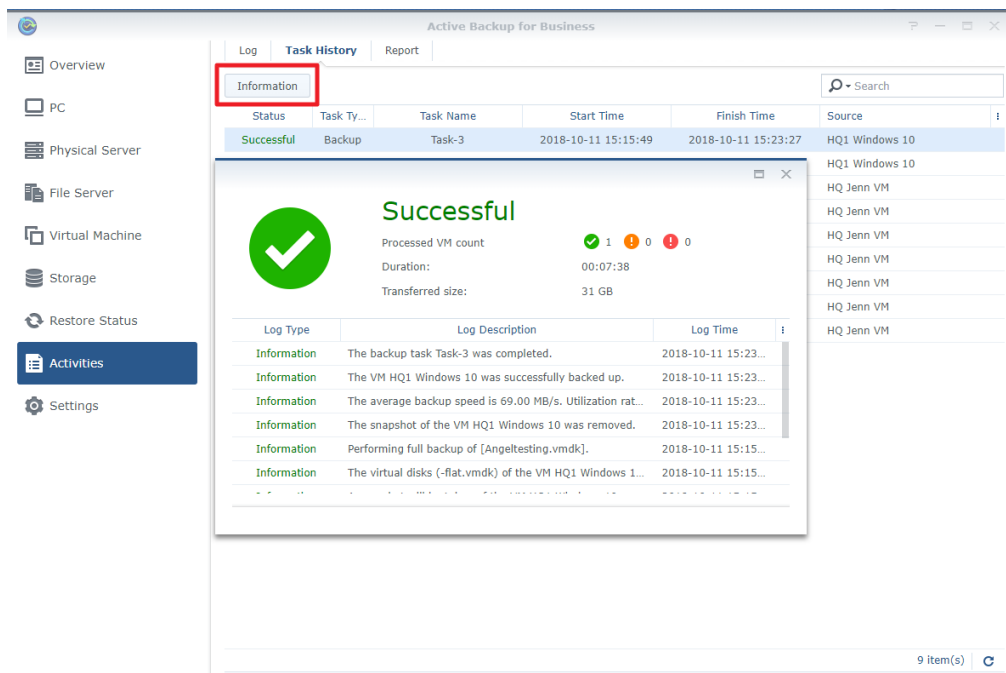 Active Backup for Business
Overview
PC
Physical Server
File Server
Virtual Machine
Storage
Restore Status
Activities
Settings
Log Task History Report
Information
Search
Status Task Ty... Task Name Start Time Finish Time Source
Successful Backup Task-3 2018-10-11 15:15:49 2018-10-11 15:23:27 HQ1 Windows 10
HQ1 Windows 10
HQ Jenn VM
HQ Jenn VM
HQ Jenn VM
HQ Jenn VM
HQ Jenn VM
HQ Jenn VM
HQ Jenn VM
Successful
Processed VM count 1 0 0
Duration: 00:07:38
Transferred size: 31 GB
Log Type Log Description Log Time
Information The backup task Task-3 was completed. 2018-10-11 15:23...
Information The VM HQ1 Windows 10 was successfully backed up. 2018-10-11 15:23...
Information The average backup speed is 69.00 MB/s. Utilization rat... 2018-10-11 15:23...
Information The snapshot of the VM HQ1 Windows 10 was removed. 2018-10-11 15:23...
Information Performing full backup of [Angeltesting.vmdk]. 2018-10-11 15:15...
Information The virtual disks (-flat.vmdk) of the VM HQ1 Windows 1... 2018-10-11 15:15...
9 item(s)